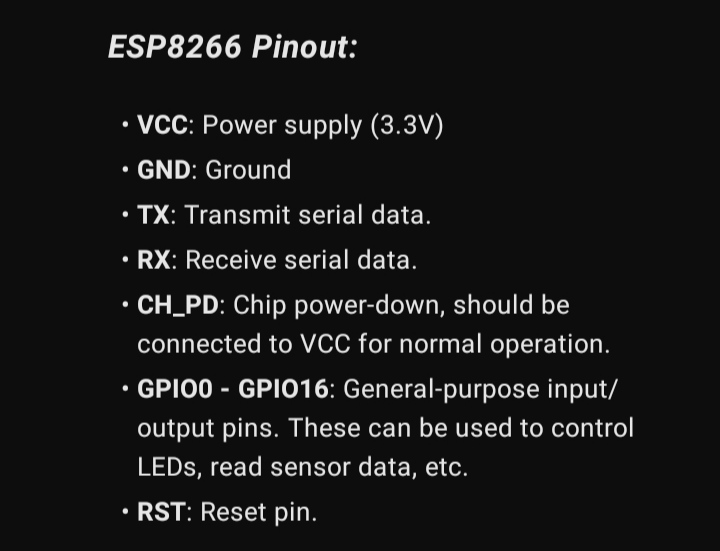 ESP8266 Pinout:
• VCC: Power supply (3.3V)
• GND: Ground
• TX: Transmit serial data.
• RX: Receive serial data.
• CH_PD: Chip power-down, should be
connected to VCC for normal operation.
• GPIO0 - GPIO16: General-purpose input/
output pins. These can be used to control
LEDs, read sensor data, etc.
• RST: Reset pin.